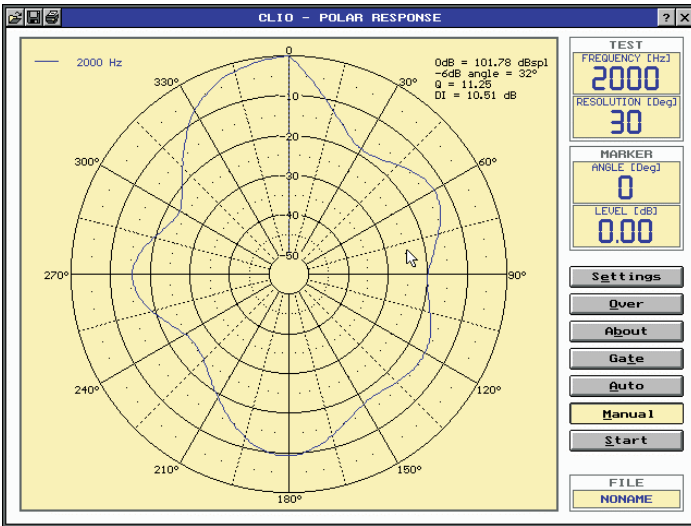 CLIO - POLAR RESPONSE
? X
2000 Hz
0dB = 101.78 dBspl
-6dB angle = 32°
Q = 11.25
DI = 10.51 dB
0
330°
30°
-10
-20
300°
60°
-30
-40
-50
270°
90°
240°
120°
210°
150°
180°
TEST
FREQUENCY [Hz]
2000
RESOLUTION [Deg]
30
MARKER
ANGLE [Deg]
0
LEVEL [dB]
0.00
Settings
Over
About
Gate
Auto
Manual
Start
FILE
NONAME